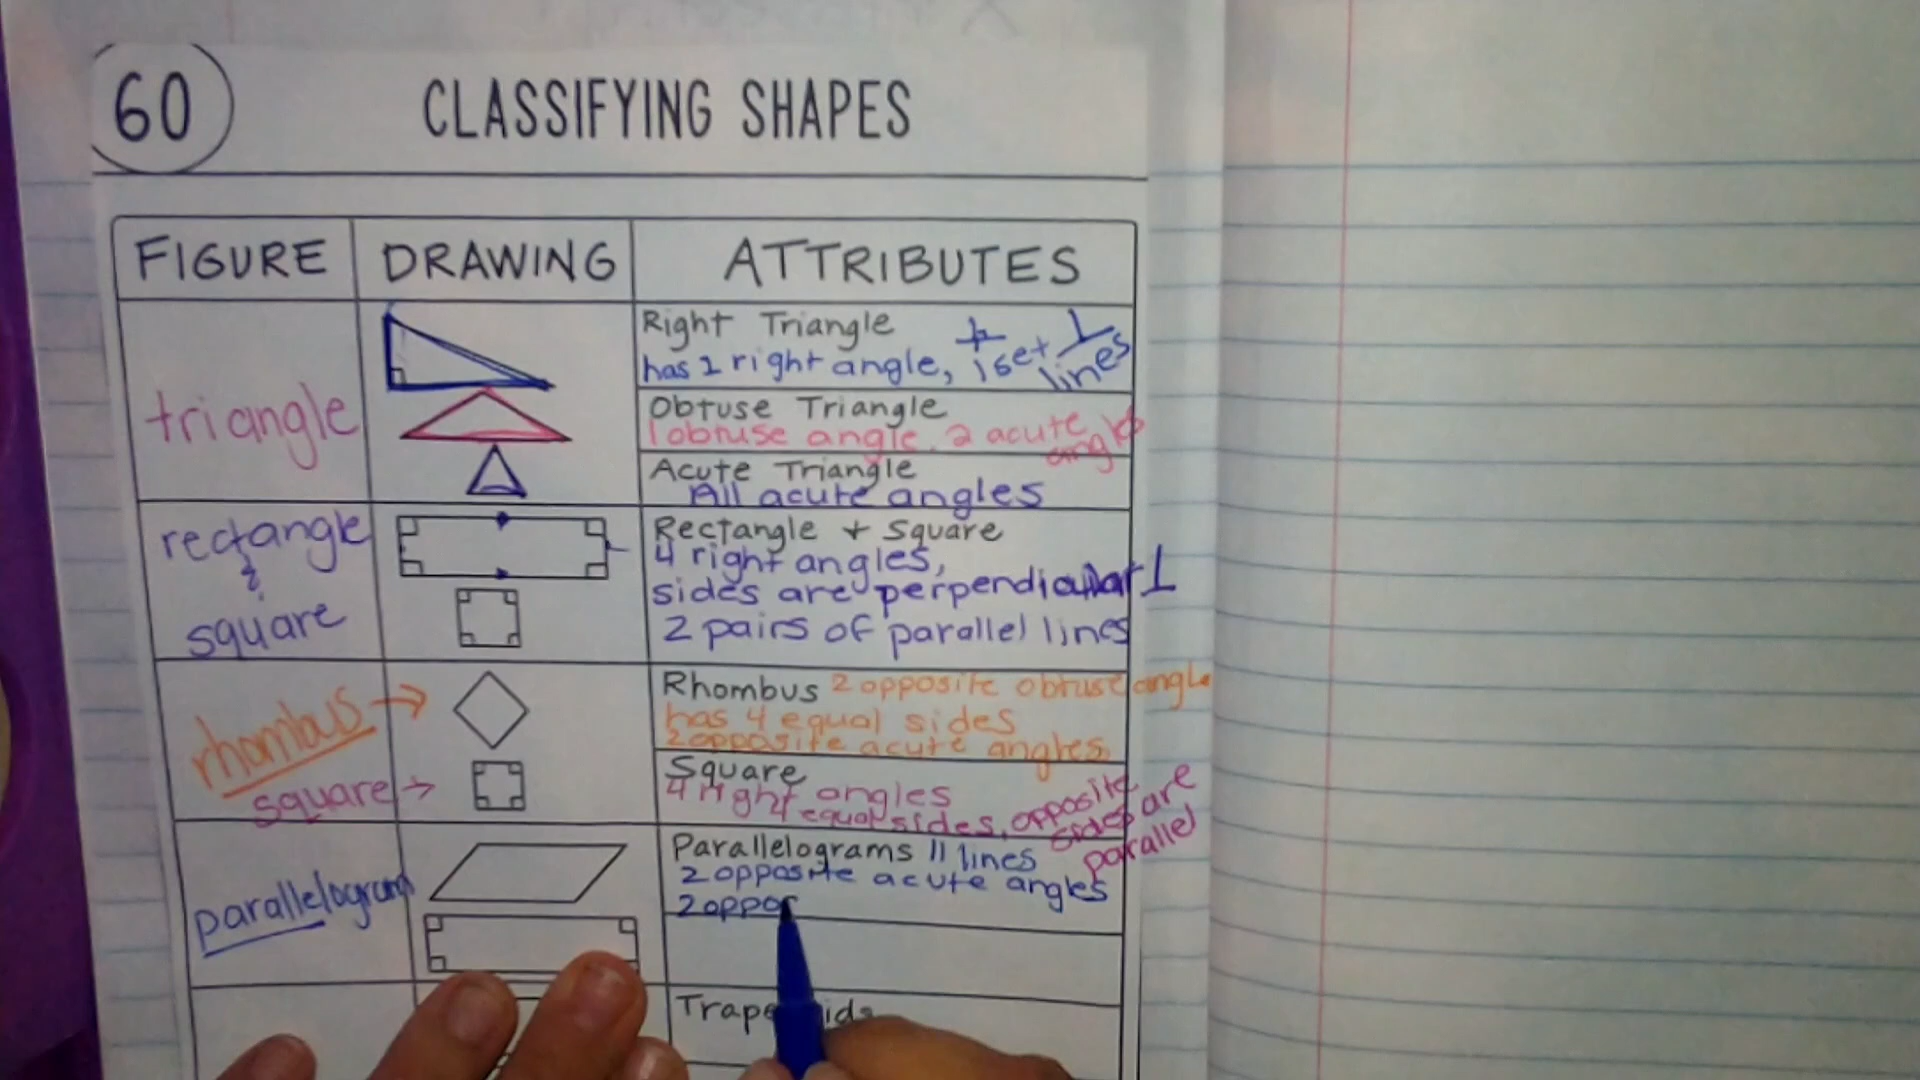 60
CLASSIFYING SHAPES
FIGURE
DRAWING
ATTRIBUTES
triangle
Right Triangle
has 1 right angle, 1 set ⊥
lines
Obtuse Triangle
1 obtuse angle. 2 acute
angles
Acute Triangle
All acute angles
rectangle
&
square
Rectangle + Square
4 right angles,
sides are perpendicular ⊥
2 pairs of parallel lines
rhombus →
Rhombus 2 opposite obtuse angle
has 4 equal sides
2 opposite acute angles
square →
Square
4 right angles
4 equal sides, opposite
sides are
parallel
parallelogram
Parallelograms || lines
2 opposite acute angles
2 oppos